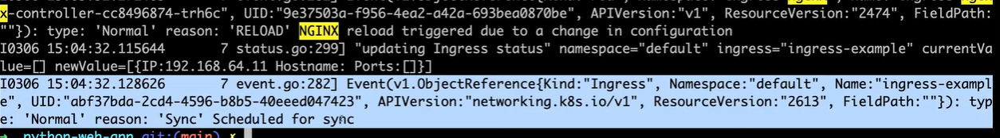 x-controller-cc8496874-trh6c", UID:"9e37503a-f956-4ea2-a42a-693bea0870be", APIVersion:"v1", ResourceVersion:"2474", FieldPath:
""}): type: 'Normal' reason: 'RELOAD' NGINX reload triggered due to a change in configuration
I0306 15:04:32.115644       7 status.go:299] "updating Ingress status" namespace="default" ingress="ingress-example" currentVa
lue=[] newValue=[{IP:192.168.64.11 Hostname: Ports:[]}]
I0306 15:04:32.128626       7 event.go:282] Event(v1.ObjectReference{Kind:"Ingress", Namespace:"default", Name:"ingress-exampl
e", UID:"abf37bda-2cd4-4596-b8b5-40eeed047423", APIVersion:"networking.k8s.io/v1", ResourceVersion:"2613", FieldPath:""}): typ
e: 'Normal' reason: 'Sync' Scheduled for sync
→ python-web-app git:(main) x